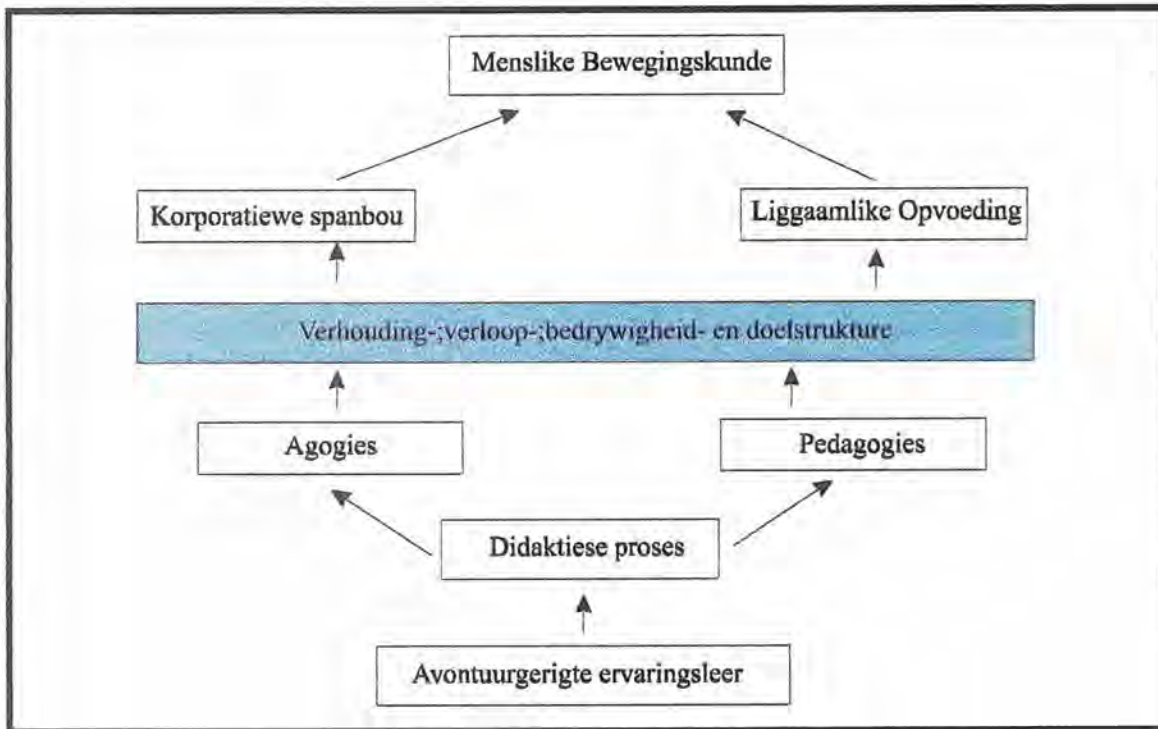 Menslike Bewegingskunde
Korporatiewe spanbou
Liggaamlike Opvoeding
Verhouding-;verloop-;bedrywigheid- en doelstrukture
Agogies
Pedagogies
Didaktiese proses
Avontuurgerigte ervaringsleer